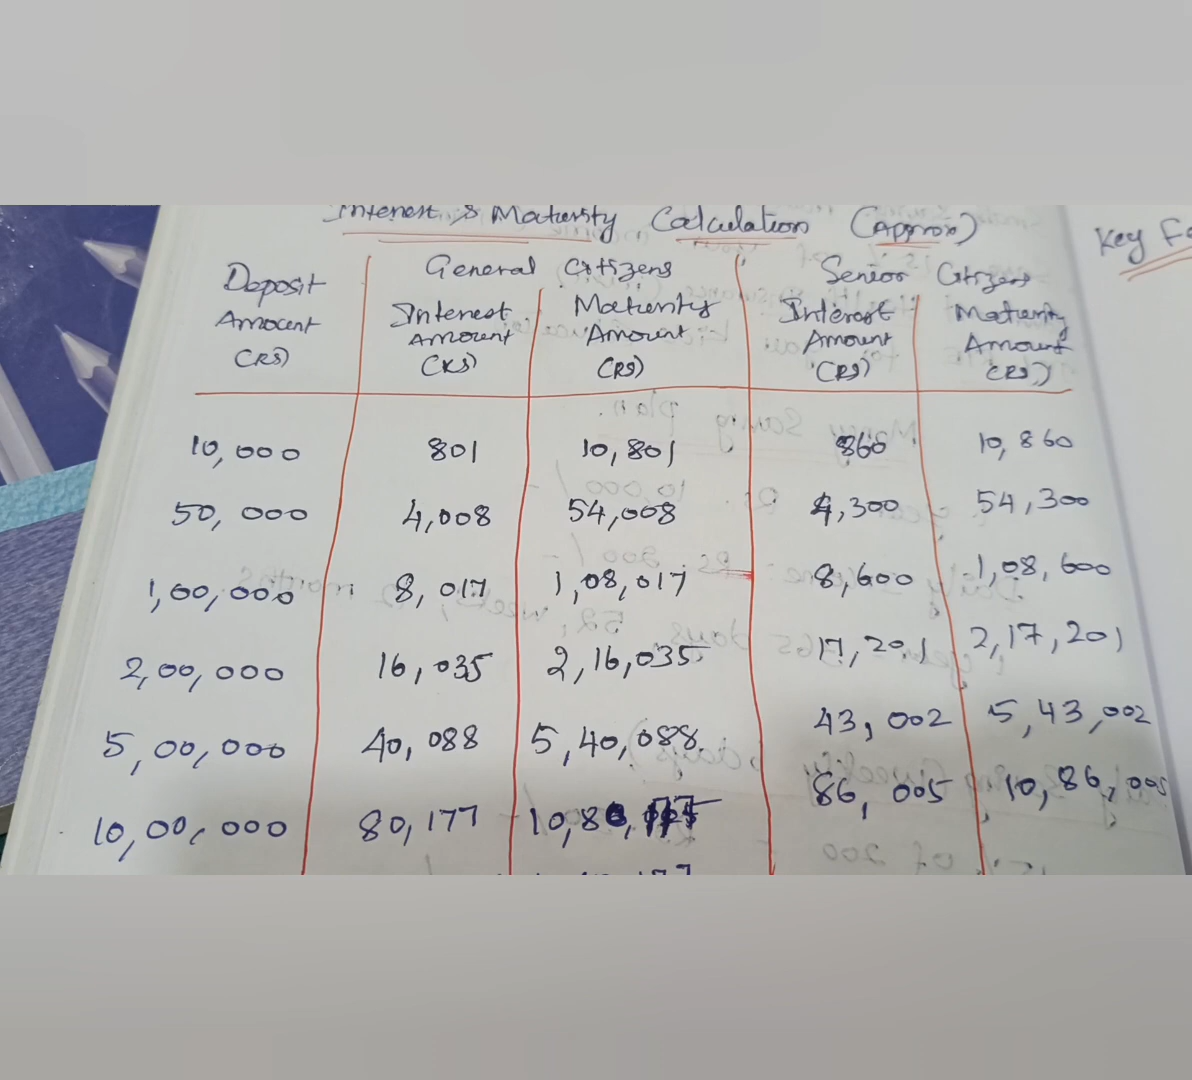 Interest & Maturity Calculation (Approx)
Key
General Citizens
Senior Citizens
Deposit Amount (RS)
Interest Amount (RS)
Maturity Amount (RS)
Interest Amount (RS)
Maturity Amount (RS)
10,000 801 10,801 860 10,860
50,000 4,008 54,008 4,300 54,300
1,00,000 8,017 1,08,017 8,600 1,08,600
2,00,000 16,035 2,16,035 17,201 2,17,201
5,00,000 40,088 5,40,088 43,002 5,43,002
10,00,000 80,177 86,005 10,86,005